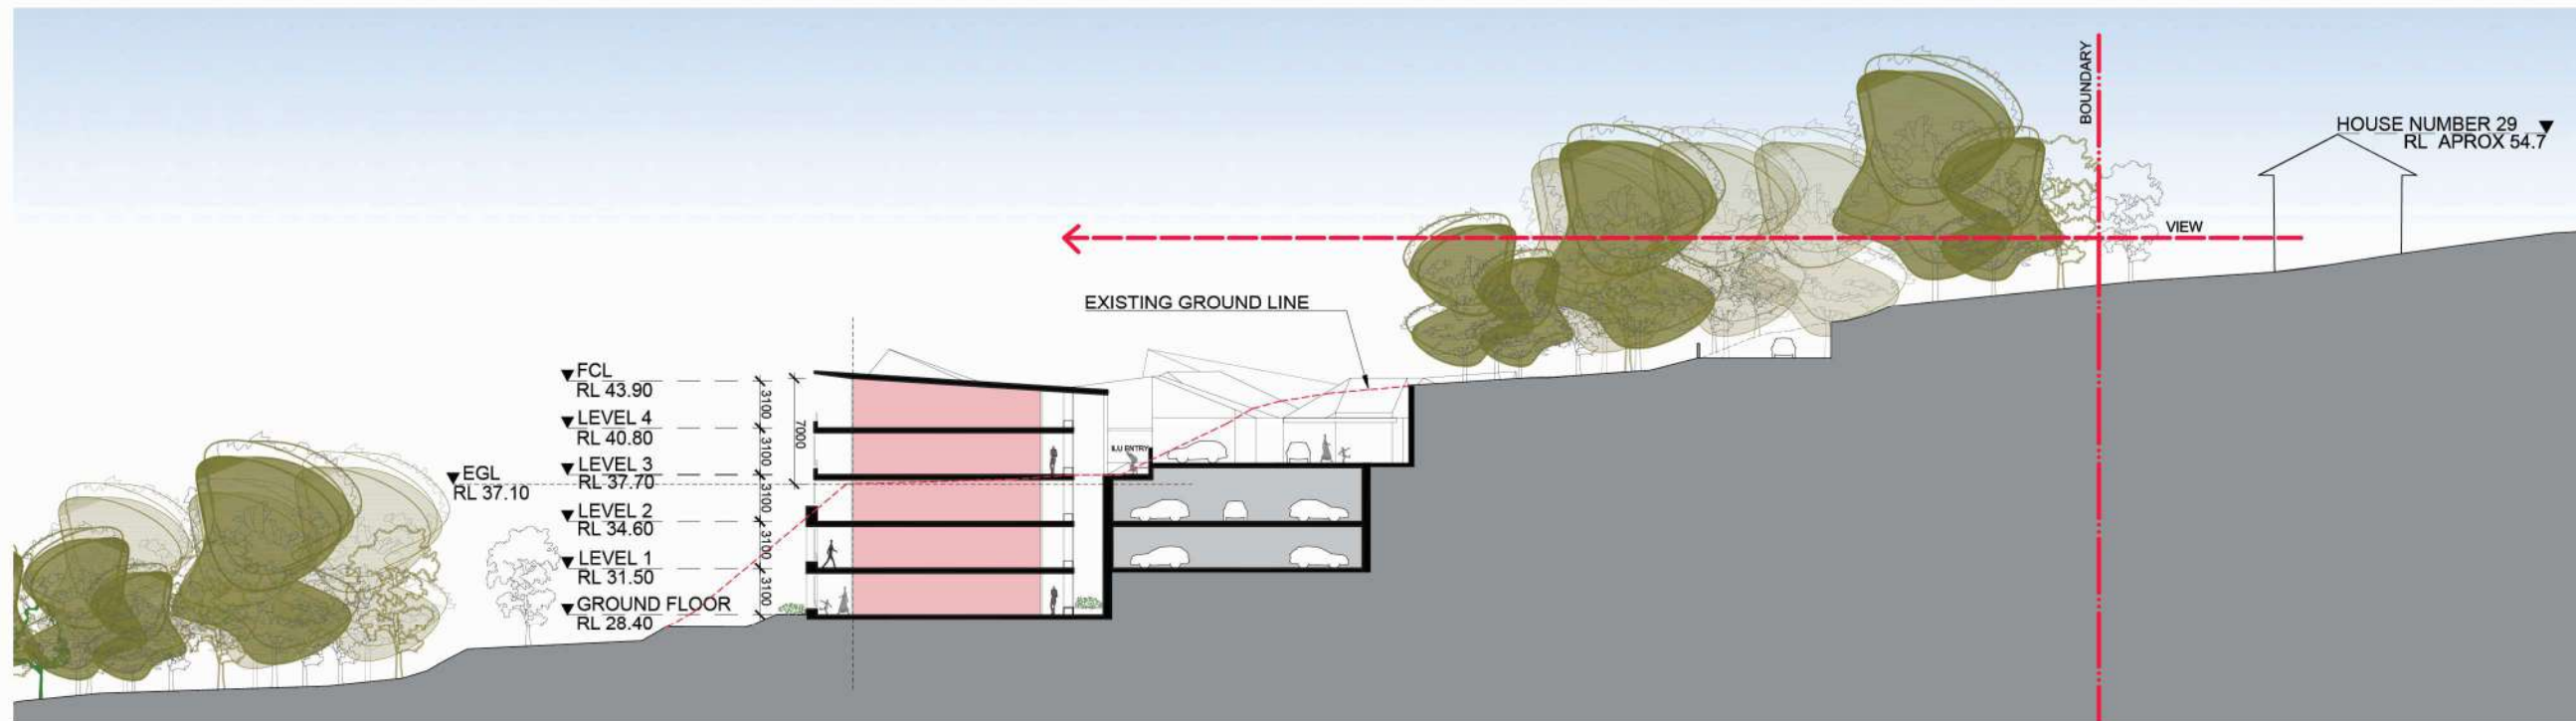 BOUNDARY
HOUSE NUMBER 29
RL APROX 54.7
VIEW
EXISTING GROUND LINE
FCL
RL 43.90
LEVEL 4
RL 40.80
LEVEL 3
RL 37.70
EGL
RL 37.10
LEVEL 2
RL 34.60
LEVEL 1
RL 31.50
GROUND FLOOR
RL 28.40
3100
3100
3100
3100
3100
7000
ILU ENTRY